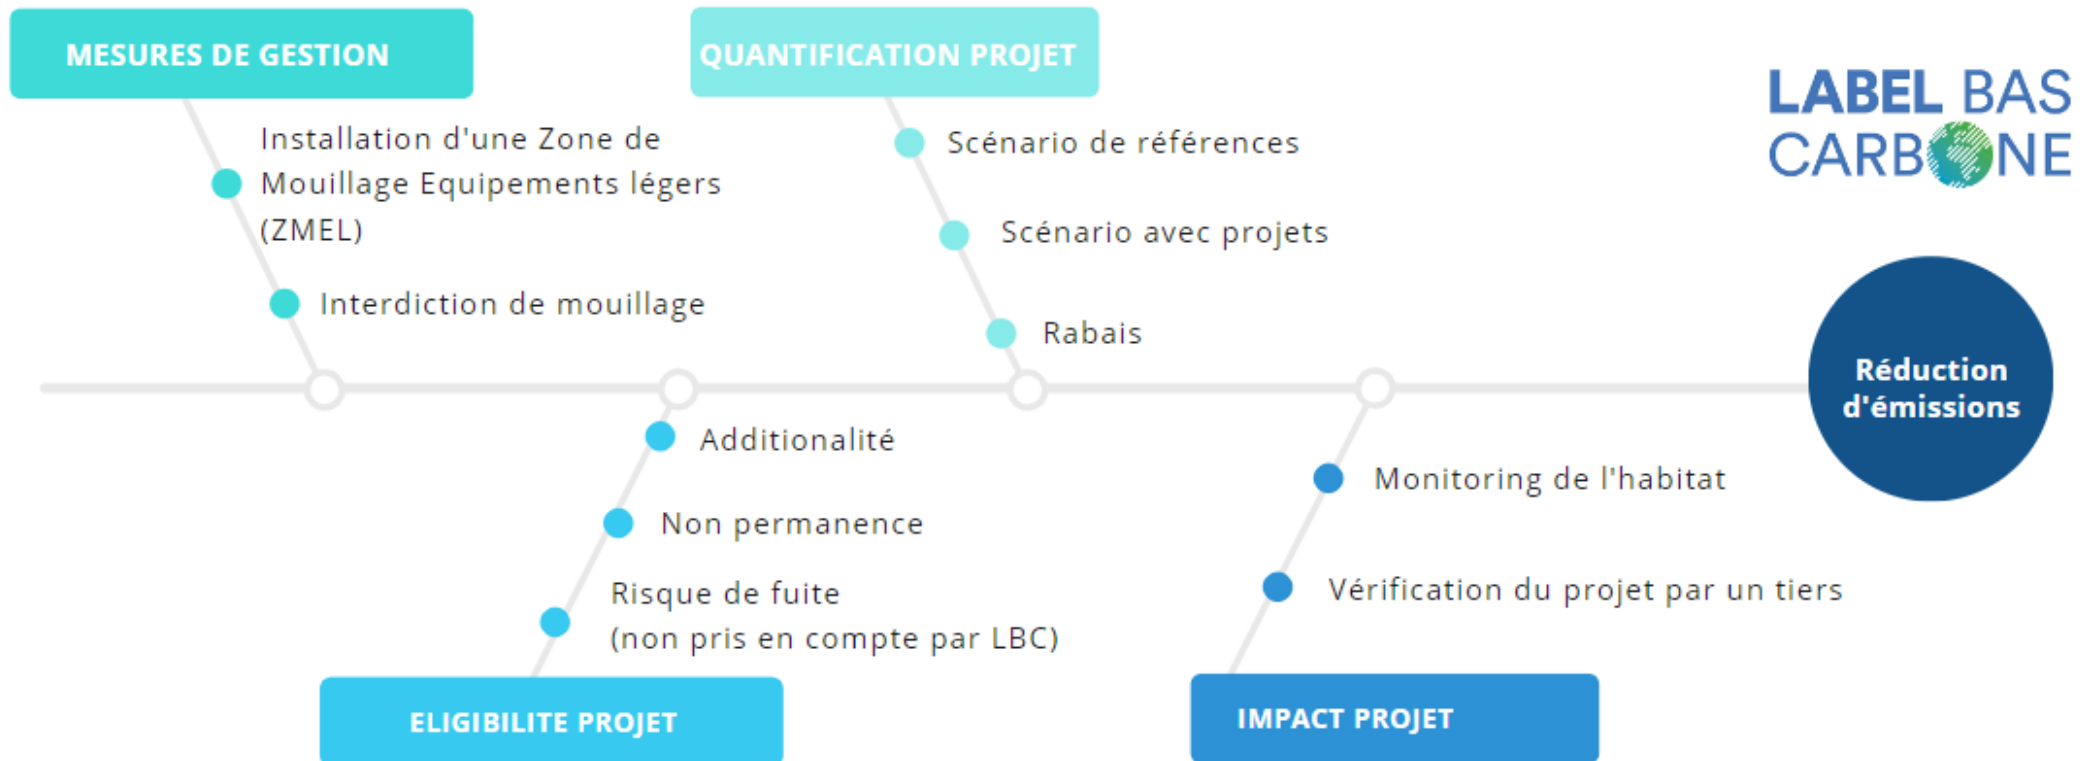 MESURES DE GESTION
Installation d'une Zone de
Mouillage Equipements légers
(ZMEL)
Interdiction de mouillage
QUANTIFICATION PROJET
Scénario de références
Scénario avec projets
Rabais
LABEL BAS
CARBONE
Réduction
d'émissions
Additionalité
Non permanence
Risque de fuite
(non pris en compte par LBC)
ELIGIBILITE PROJET
Monitoring de l'habitat
Vérification du projet par un tiers
IMPACT PROJET